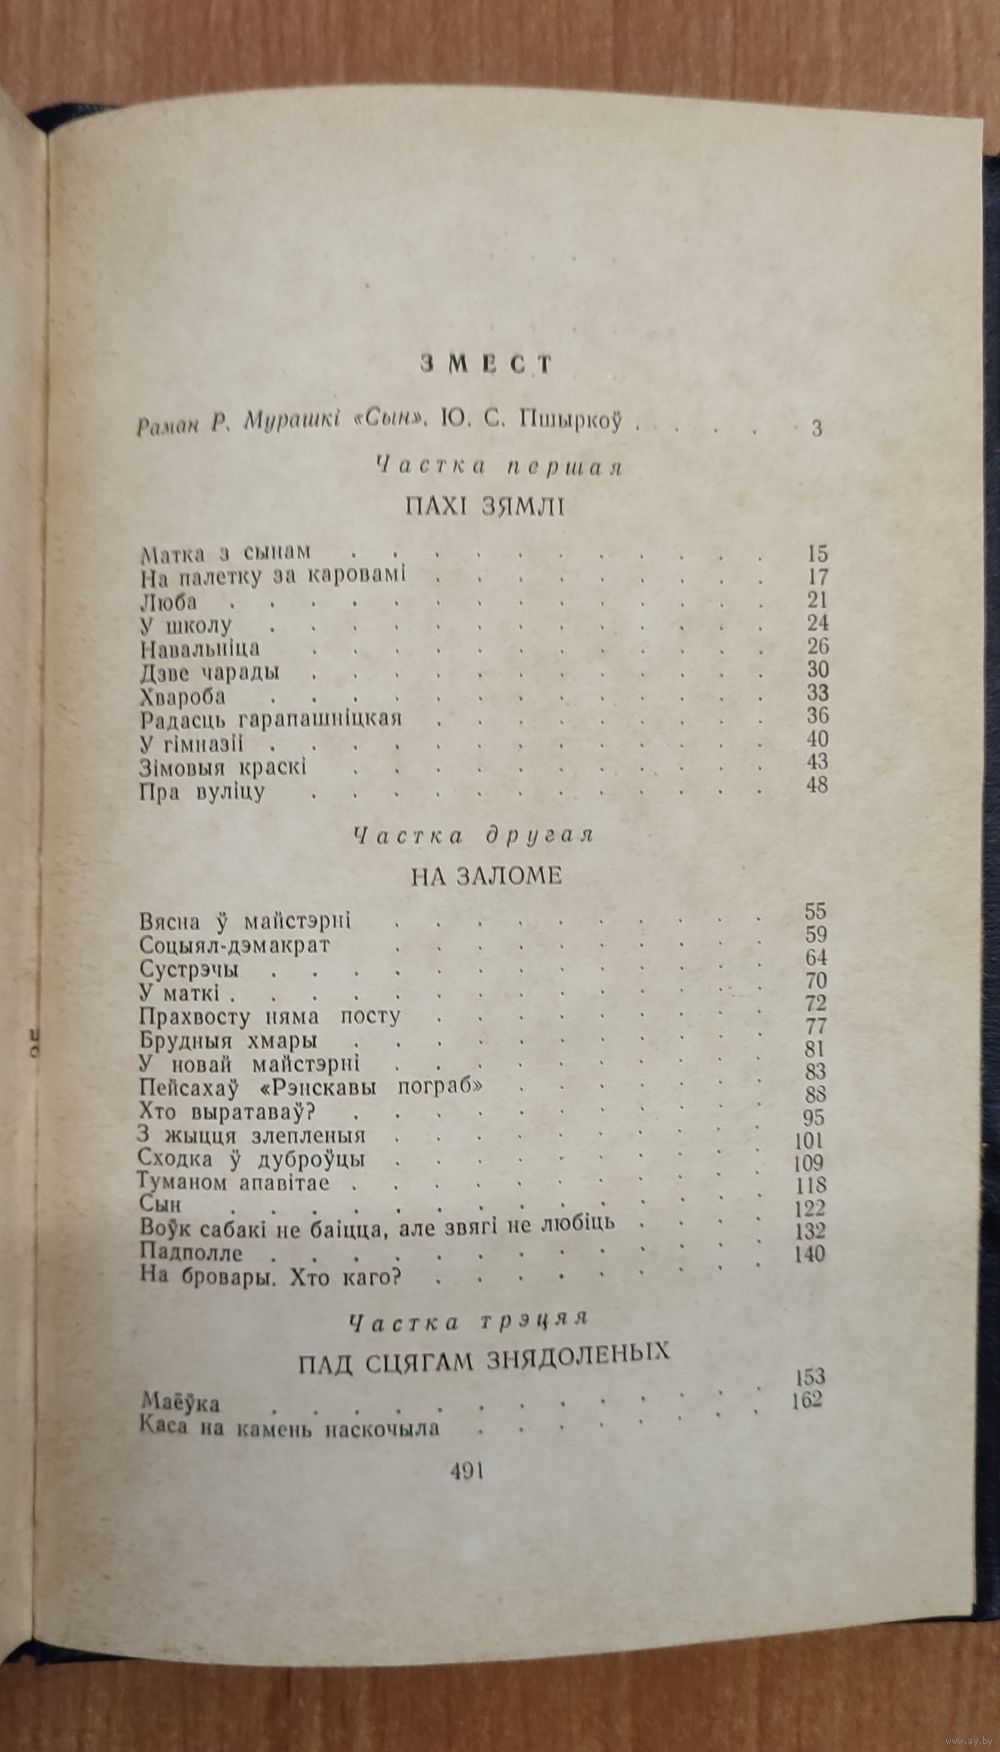 ЗМЕСТ
Раман Р. Мурашкі «Сын». Ю. С. Пшыркоў . . . . 3
Частка першая
ПАХІ ЗЯМЛІ
Матка з сынам . . . . . . . . . . . 15
На палетку за каровамі . . . . . . . . . 17
Люба . . . . . . . . . . . . . . 21
У школу . . . . . . . . . . . . . 24
Навальніца . . . . . . . . . . . . 26
Дзве чарады . . . . . . . . . . . . 30
Хвароба . . . . . . . . . . . . . 33
Радасць гарапашніцкая . . . . . . . . . 36
У гімназіі . . . . . . . . . . . . . 40
Зімовыя краскі . . . . . . . . . . . 43
Пра вуліцу . . . . . . . . . . . . 48
Частка другая
НА ЗАЛОМЕ
Вясна ў майстэрні . . . . . . . . . . 55
Соцыял-дэмакрат . . . . . . . . . . 59
Сустрэчы . . . . . . . . . . . . . 64
У маткі . . . . . . . . . . . . . . 70
Прахвосту няма посту . . . . . . . . . 72
Брудныя хмары . . . . . . . . . . . 77
У новай майстэрні . . . . . . . . . . 81
Пейсахаў «Рэнскавы пограб» . . . . . . . 83
Хто выратаваў? . . . . . . . . . . . 88
З жыцця злепленыя . . . . . . . . . . 95
Сходка ў дуброўцы . . . . . . . . . . 101
Туманом апавітае . . . . . . . . . . . 109
Сын . . . . . . . . . . . . . . 118
Воўк сабакі не баіцца, але звягі не любіць . . . . 122
Падполле . . . . . . . . . . . . . 132
На бровары. Хто каго? . . . . . . . . . 140
Частка трэцяя
ПАД СЦЯГАМ ЗНЯДОЛЕНЫХ
Маёўка . . . . . . . . . . . . . 153
Каса на камень наскочыла . . . . . . . . 162
491
www.ay.by